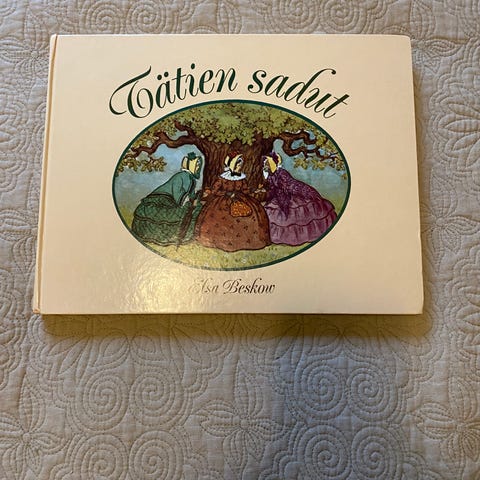 Tätien sadut
Elsa Beskow